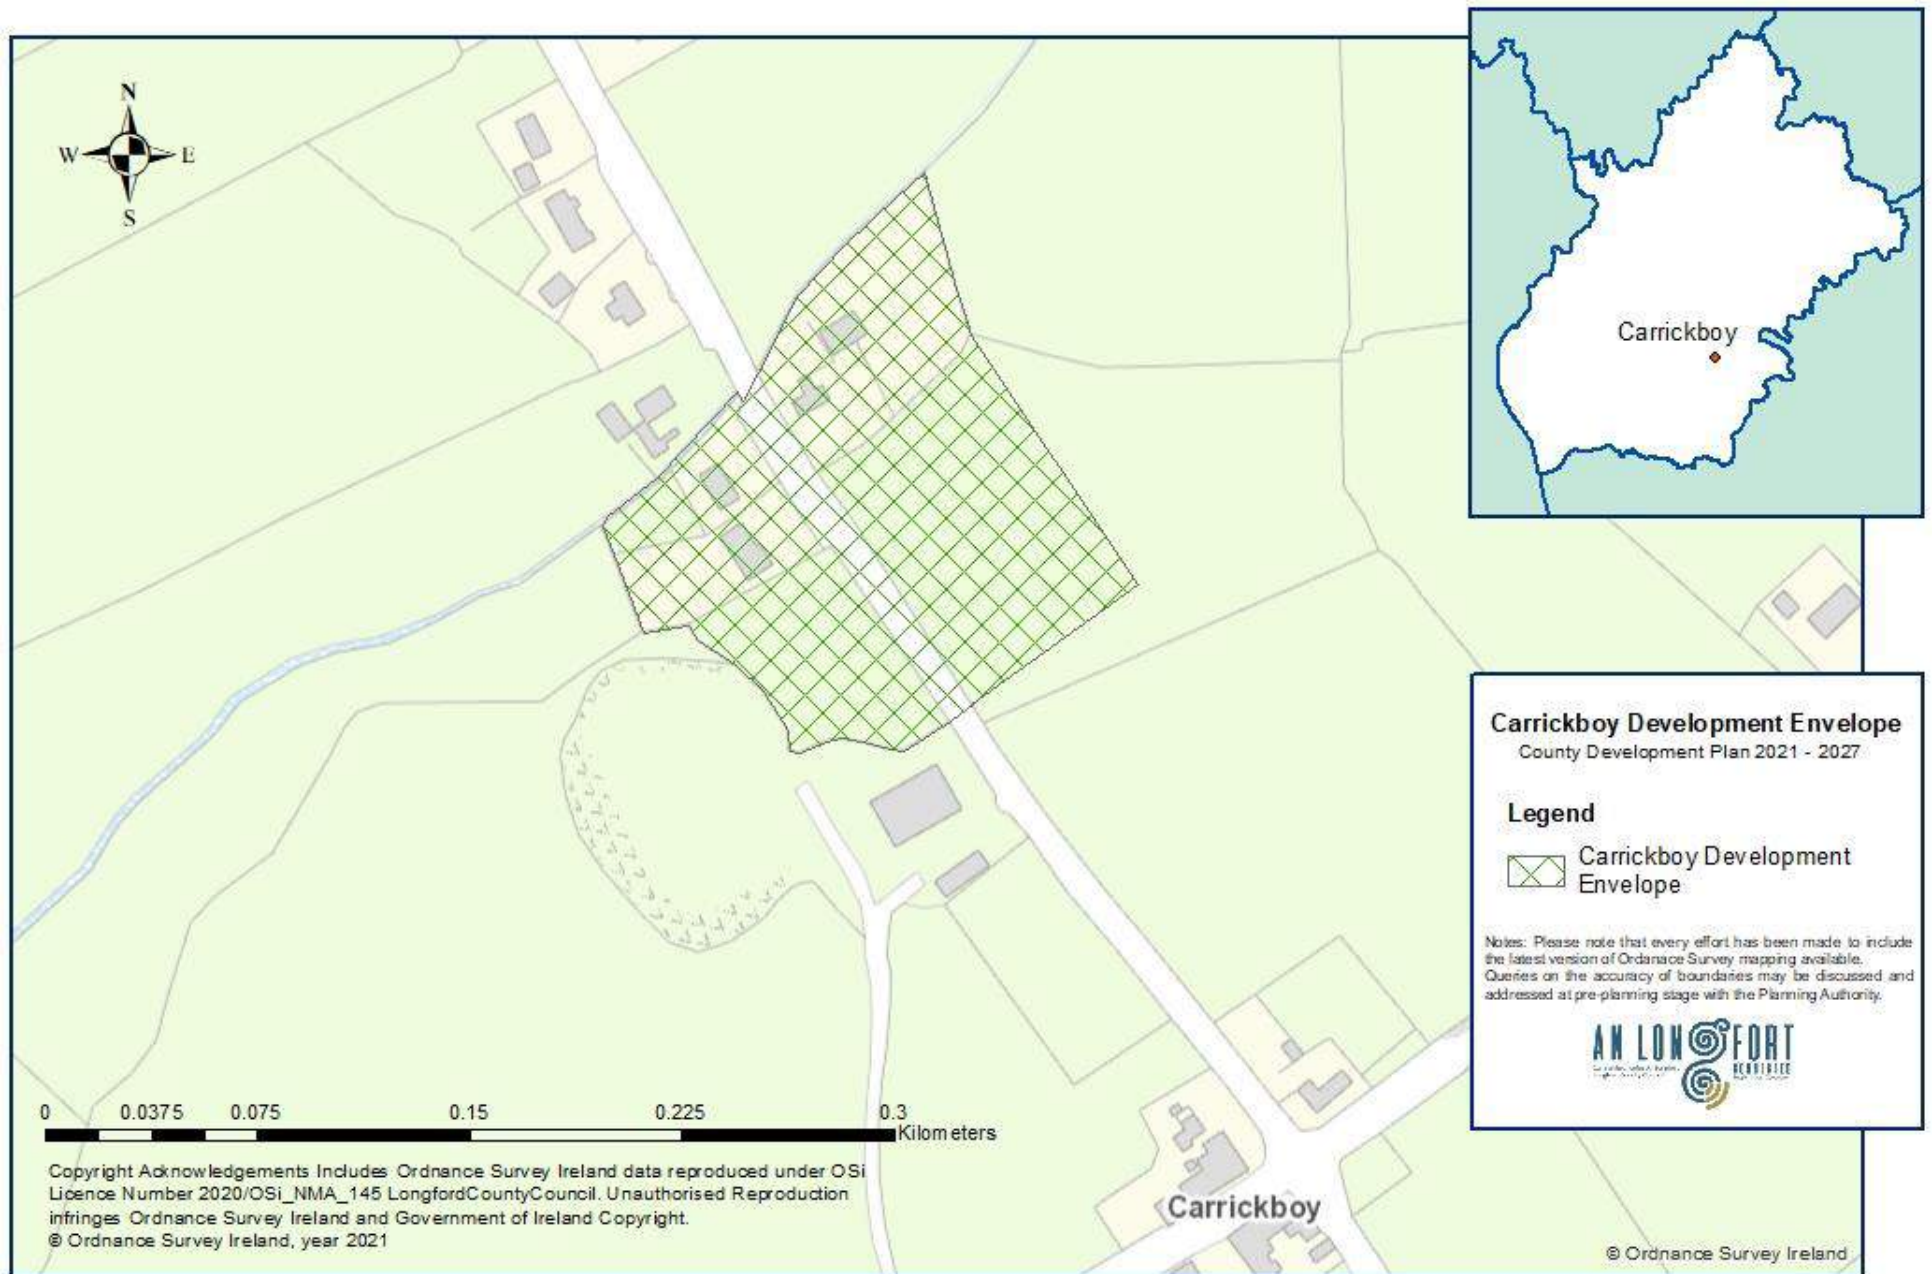 N
W E
S
Carrickboy
Carrickboy Development Envelope
County Development Plan 2021 - 2027
Legend
Carrickboy Development
Envelope
Notes: Please note that every effort has been made to include
the latest version of Ordanace Survey mapping available.
Queries on the accuracy of boundaries may be discussed and
addressed at pre-planning stage with the Planning Authority.
AN LONGFORT
0 0.0375 0.075 0.15 0.225 0.3
Kilometers
Copyright Acknowledgements Includes Ordnance Survey Ireland data reproduced under OSi
Licence Number 2020/OSi_NMA_145 LongfordCountyCouncil. Unauthorised Reproduction
infringes Ordnance Survey Ireland and Government of Ireland Copyright.
© Ordnance Survey Ireland, year 2021
Carrickboy
© Ordnance Survey Ireland